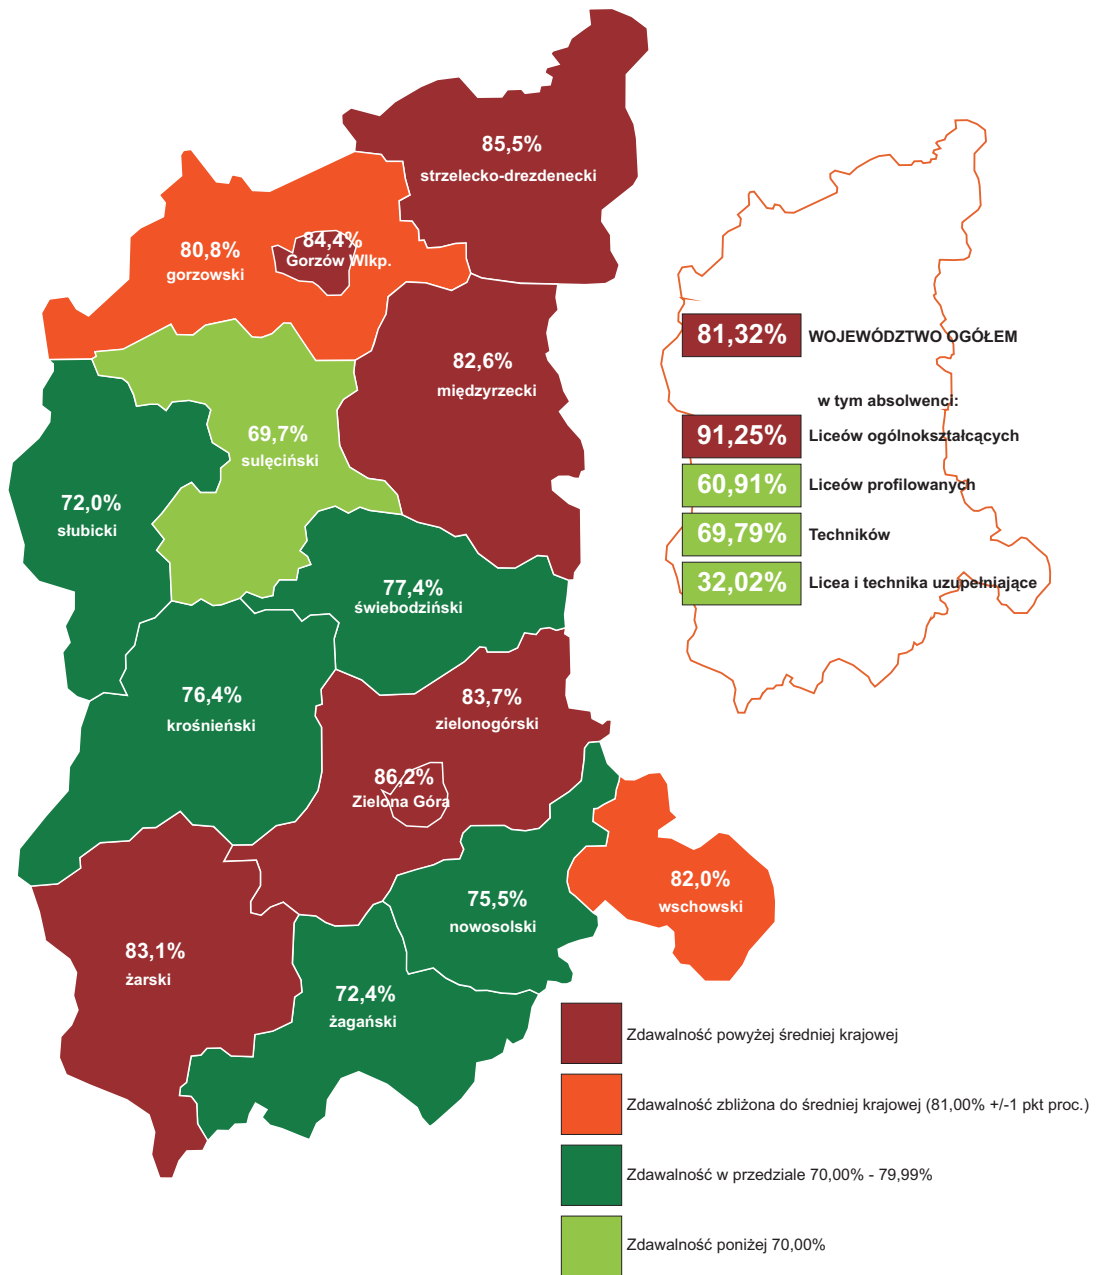 85,5%
strzelecko-drezdenecki
80,8%
gorzowski
84,4%
Gorzów Wlkp.
82,6%
międzyrzecki
69,7%
sulęciński
72,0%
słubicki
77,4%
świebodziński
76,4%
krośnieński
83,7%
zielonogórski
86,2%
Zielona Góra
75,5%
nowosolski
82,0%
wschowski
83,1%
żarski
72,4%
żagański
81,32% WOJEWÓDZTWO OGÓŁEM
w tym absolwenci:
91,25% Liceów ogólnokształcących
60,91% Liceów profilowanych
69,79% Techników
32,02% Licea i technika uzupełniające
Zdawalność powyżej średniej krajowej
Zdawalność zbliżona do średniej krajowej (81,00% +/-1 pkt proc.)
Zdawalność w przedziale 70,00% - 79,99%
Zdawalność poniżej 70,00%